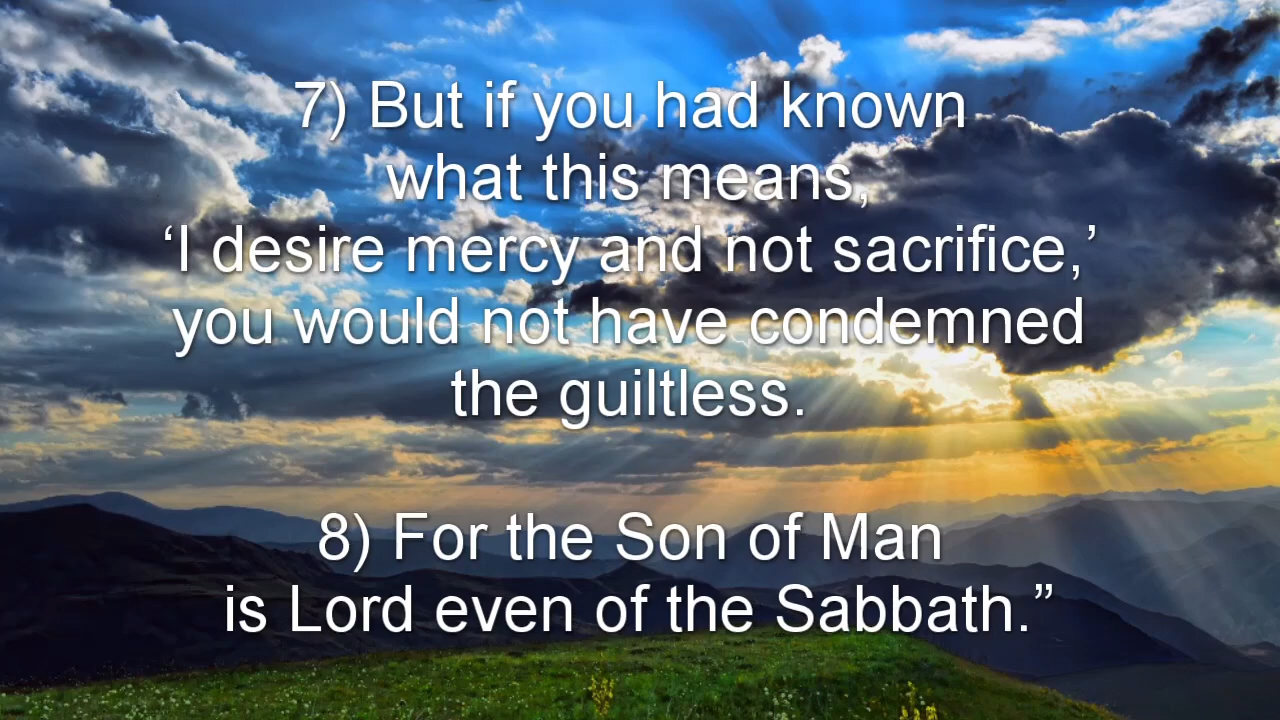 7) But if you had known
what this means,
‘I desire mercy and not sacrifice,’
you would not have condemned
the guiltless.
8) For the Son of Man
is Lord even of the Sabbath.”